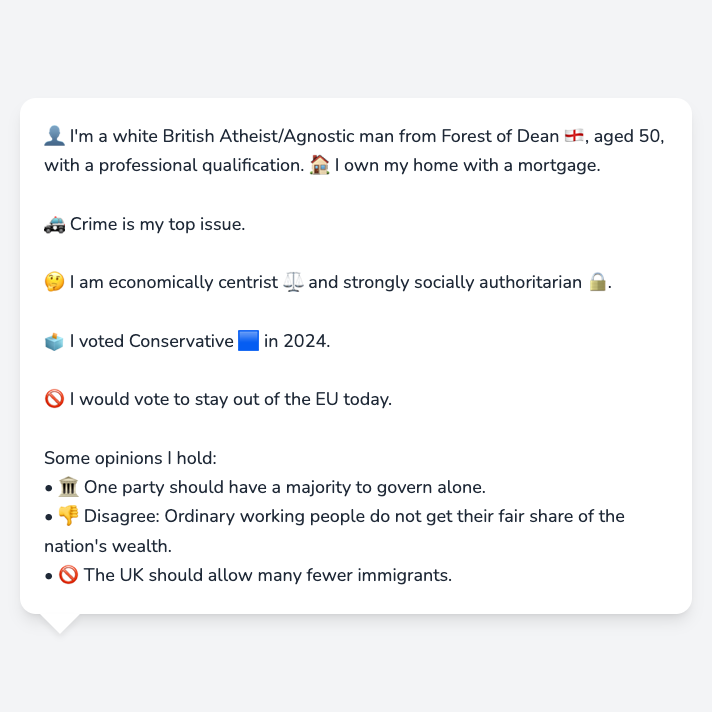 👤 I'm a white British Atheist/Agnostic man from Forest of Dean 🏴󠁧󠁢󠁥󠁮󠁧󠁿, aged 50,
with a professional qualification. 🏠 I own my home with a mortgage.
🚓 Crime is my top issue.
🤔 I am economically centrist ⚖️ and strongly socially authoritarian 🔒.
🗳️ I voted Conservative 🟦 in 2024.
🚫 I would vote to stay out of the EU today.
Some opinions I hold:
• 🏛️ One party should have a majority to govern alone.
• 👎 Disagree: Ordinary working people do not get their fair share of the
nation's wealth.
• 🚫 The UK should allow many fewer immigrants.